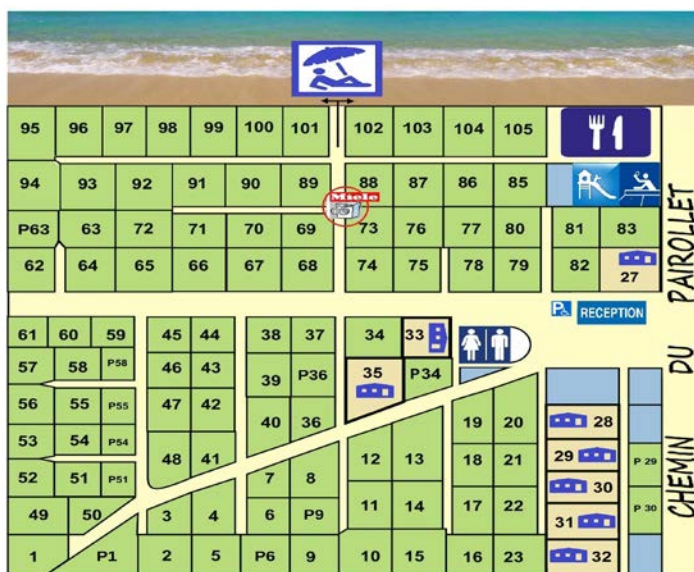 95 96 97 98 99 100 101 102 103 104 105
94 93 92 91 90 89 88 87 86 85
Miele
P63 63 72 71 70 69 73 76 77 80 81 83
62 64 65 66 67 68 74 75 78 79 82 27
P RECEPTION
61 60 59 45 44 38 37 34 33
57 58 P58 46 43 39 P36 35 P34
56 55 P55 47 42 40 36 19 20 28
53 54 P54 48 41 12 13 18 21 29 P 29
52 51 P51 7 8 30
49 50 3 4 6 P9 11 14 17 22 31 P 30
1 P1 2 5 P6 9 10 15 16 23 32
CHEMIN DU PAIROLLET